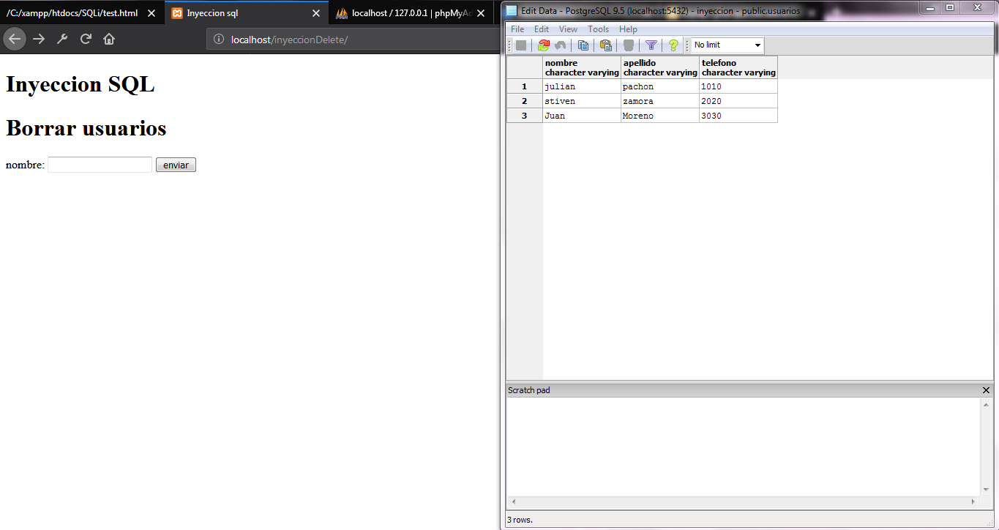 /C:/xampp/htdocs/SQLi/test.html
Inyeccion sql
localhost / 127.0.0.1 | phpMyAd
localhost/inyeccionDelete/
Inyeccion SQL
Borrar usuarios
nombre:
enviar
Edit Data - PostgreSQL 9.5 (localhost:5432) - inyeccion - public.usuarios
File Edit View Tools Help
No limit
nombre apellido telefono
character varying character varying character varying
1 julian pachon 1010
2 stiven zamora 2020
3 Juan Moreno 3030
Scratch pad
3 rows.